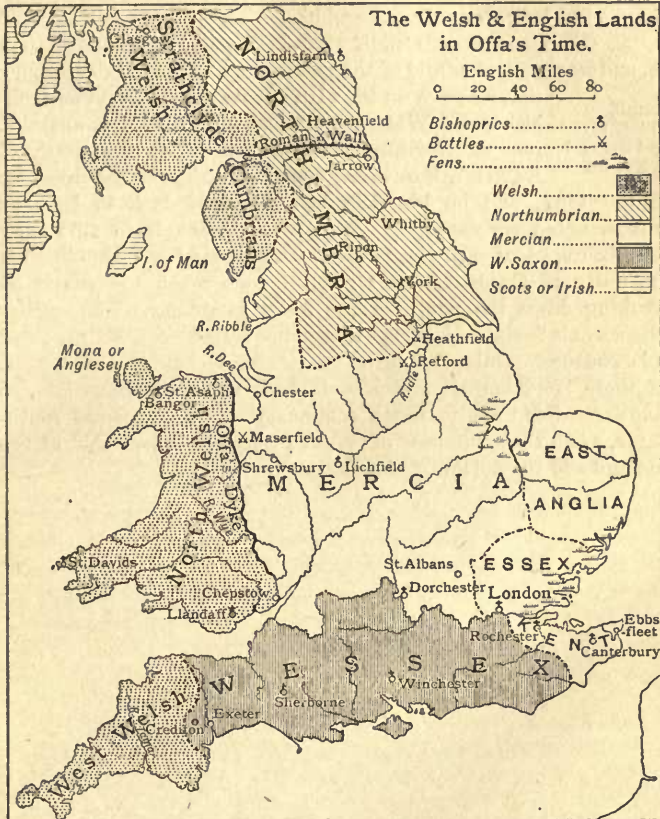 The Welsh & English Lands
in Offa's Time.
English Miles
0 20 40 60 80
Bishoprics
Battles
Fens
Welsh
Northumbrian
Mercian
W. Saxon
Scots or Irish
Glasgow
Strathclyde
Welsh
NORTHUMBRIA
Lindisfarne
Heavenfield
Roman Wall
Jarrow
Cumbrians
Whitby
Ripon
York
I. of Man
R. Ribble
Heathfield
Retford
R. Idle
Mona or
Anglesey
R. Dee
St. Asaph
Bangor
Chester
Maserfield
Offa's Dyke
North Welsh
R. Wye
Shrewsbury
Lichfield
MERCIA
EAST
ANGLIA
St. Davids
ESSEX
St. Albans
Dorchester
London
Chepstow
Llandaff
Rochester
KENT
Ebbs-
fleet
Canterbury
WESSEX
Winchester
Sherborne
Exeter
Crediton
West Welsh